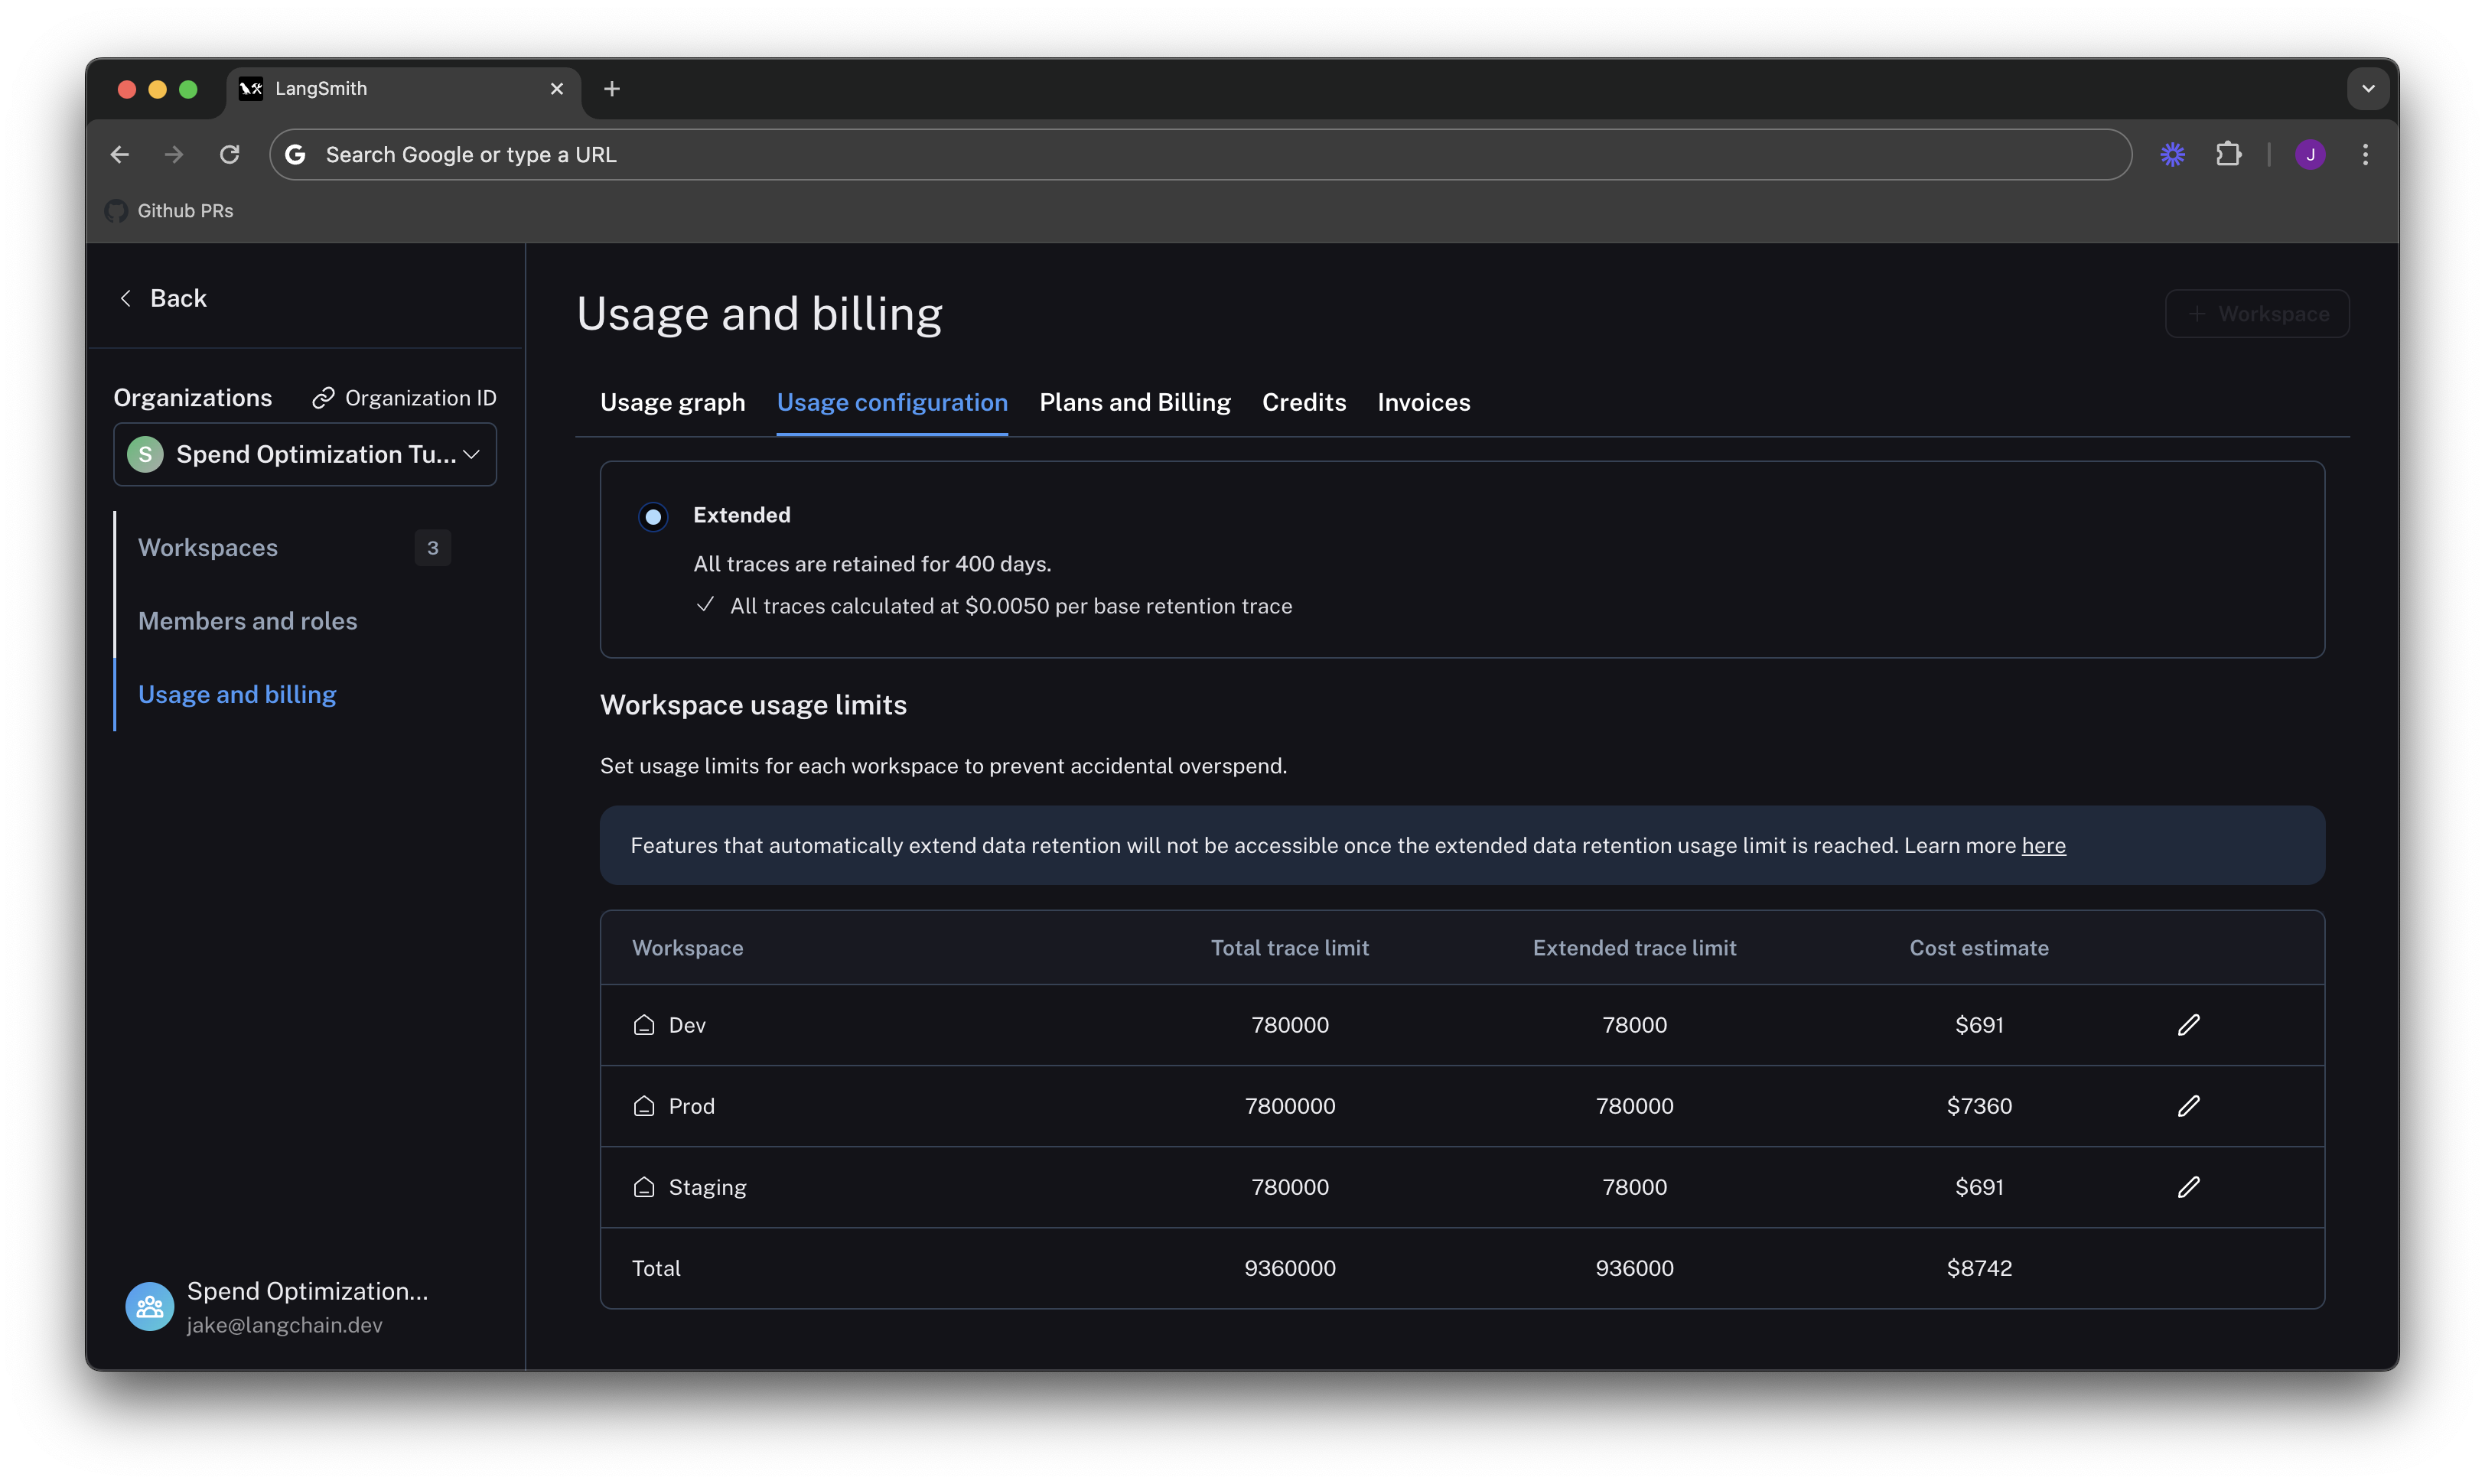 LangSmith
Search Google or type a URL
J
Github PRs
Back
Organizations Organization ID
S Spend Optimization Tu...
Workspaces 3
Members and roles
Usage and billing
Spend Optimization...
jake@langchain.dev
Usage and billing
+ Workspace
Usage graph Usage configuration Plans and Billing Credits Invoices
Extended
All traces are retained for 400 days.
All traces calculated at $0.0050 per base retention trace
Workspace usage limits
Set usage limits for each workspace to prevent accidental overspend.
Features that automatically extend data retention will not be accessible once the extended data retention usage limit is reached. Learn more here
Workspace Total trace limit Extended trace limit Cost estimate
Dev 780000 78000 $691
Prod 7800000 780000 $7360
Staging 780000 78000 $691
Total 9360000 936000 $8742